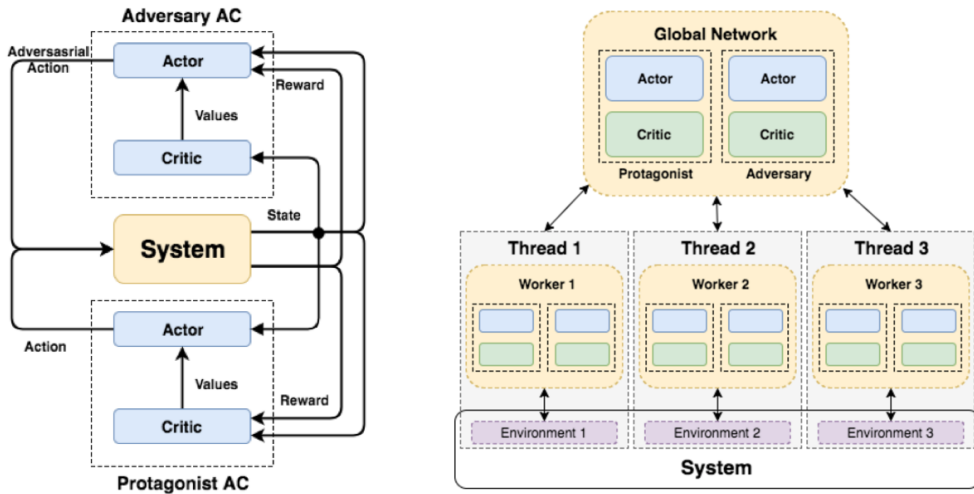 Adversary AC
Adversasrial
Action
Actor
Reward
Values
Critic
State
System
Actor
Action
Values
Reward
Critic
Protagonist AC
Global Network
Actor
Actor
Critic
Critic
Protagonist
Adversary
Thread 1
Thread 2
Thread 3
Worker 1
Worker 2
Worker 3
Environment 1
Environment 2
Environment 3
System